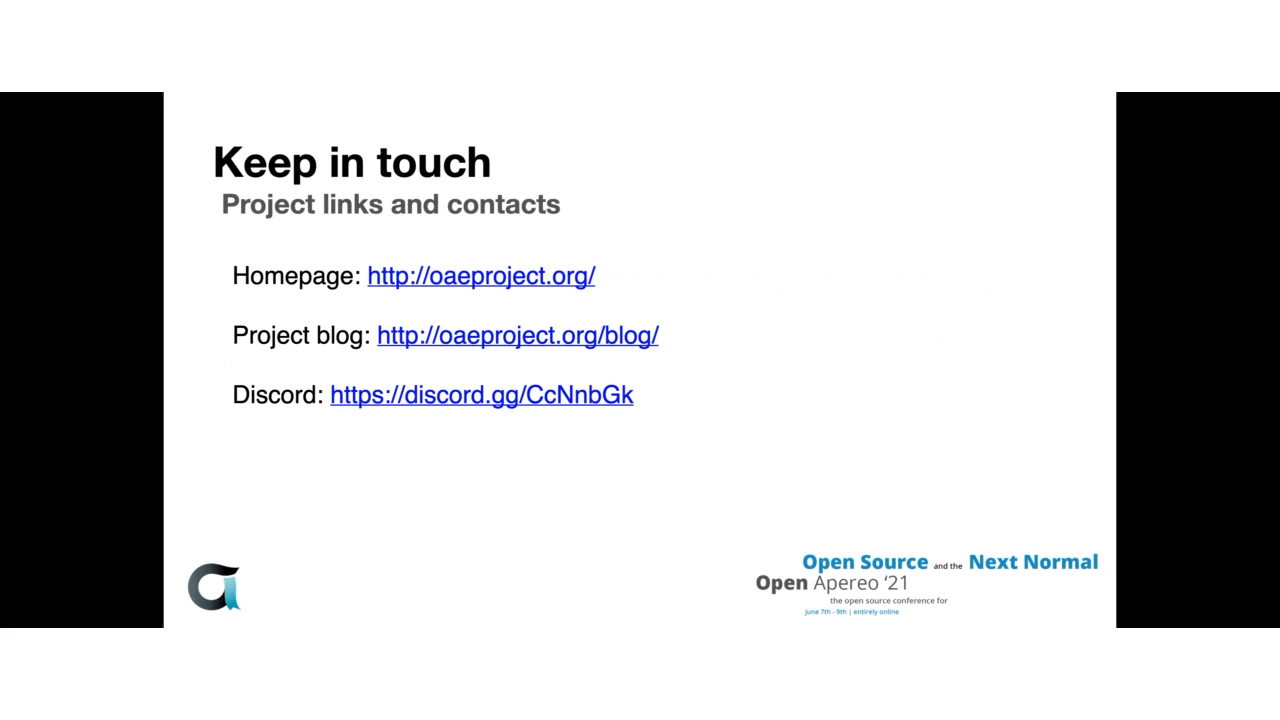 Keep in touch
Project links and contacts
Homepage: http://oaeproject.org/
Project blog: http://oaeproject.org/blog/
Discord: https://discord.gg/CcNnbGk
Open Source and the Next Normal
Open Apereo ‘21
the open source conference for
june 7th - 9th | entirely online